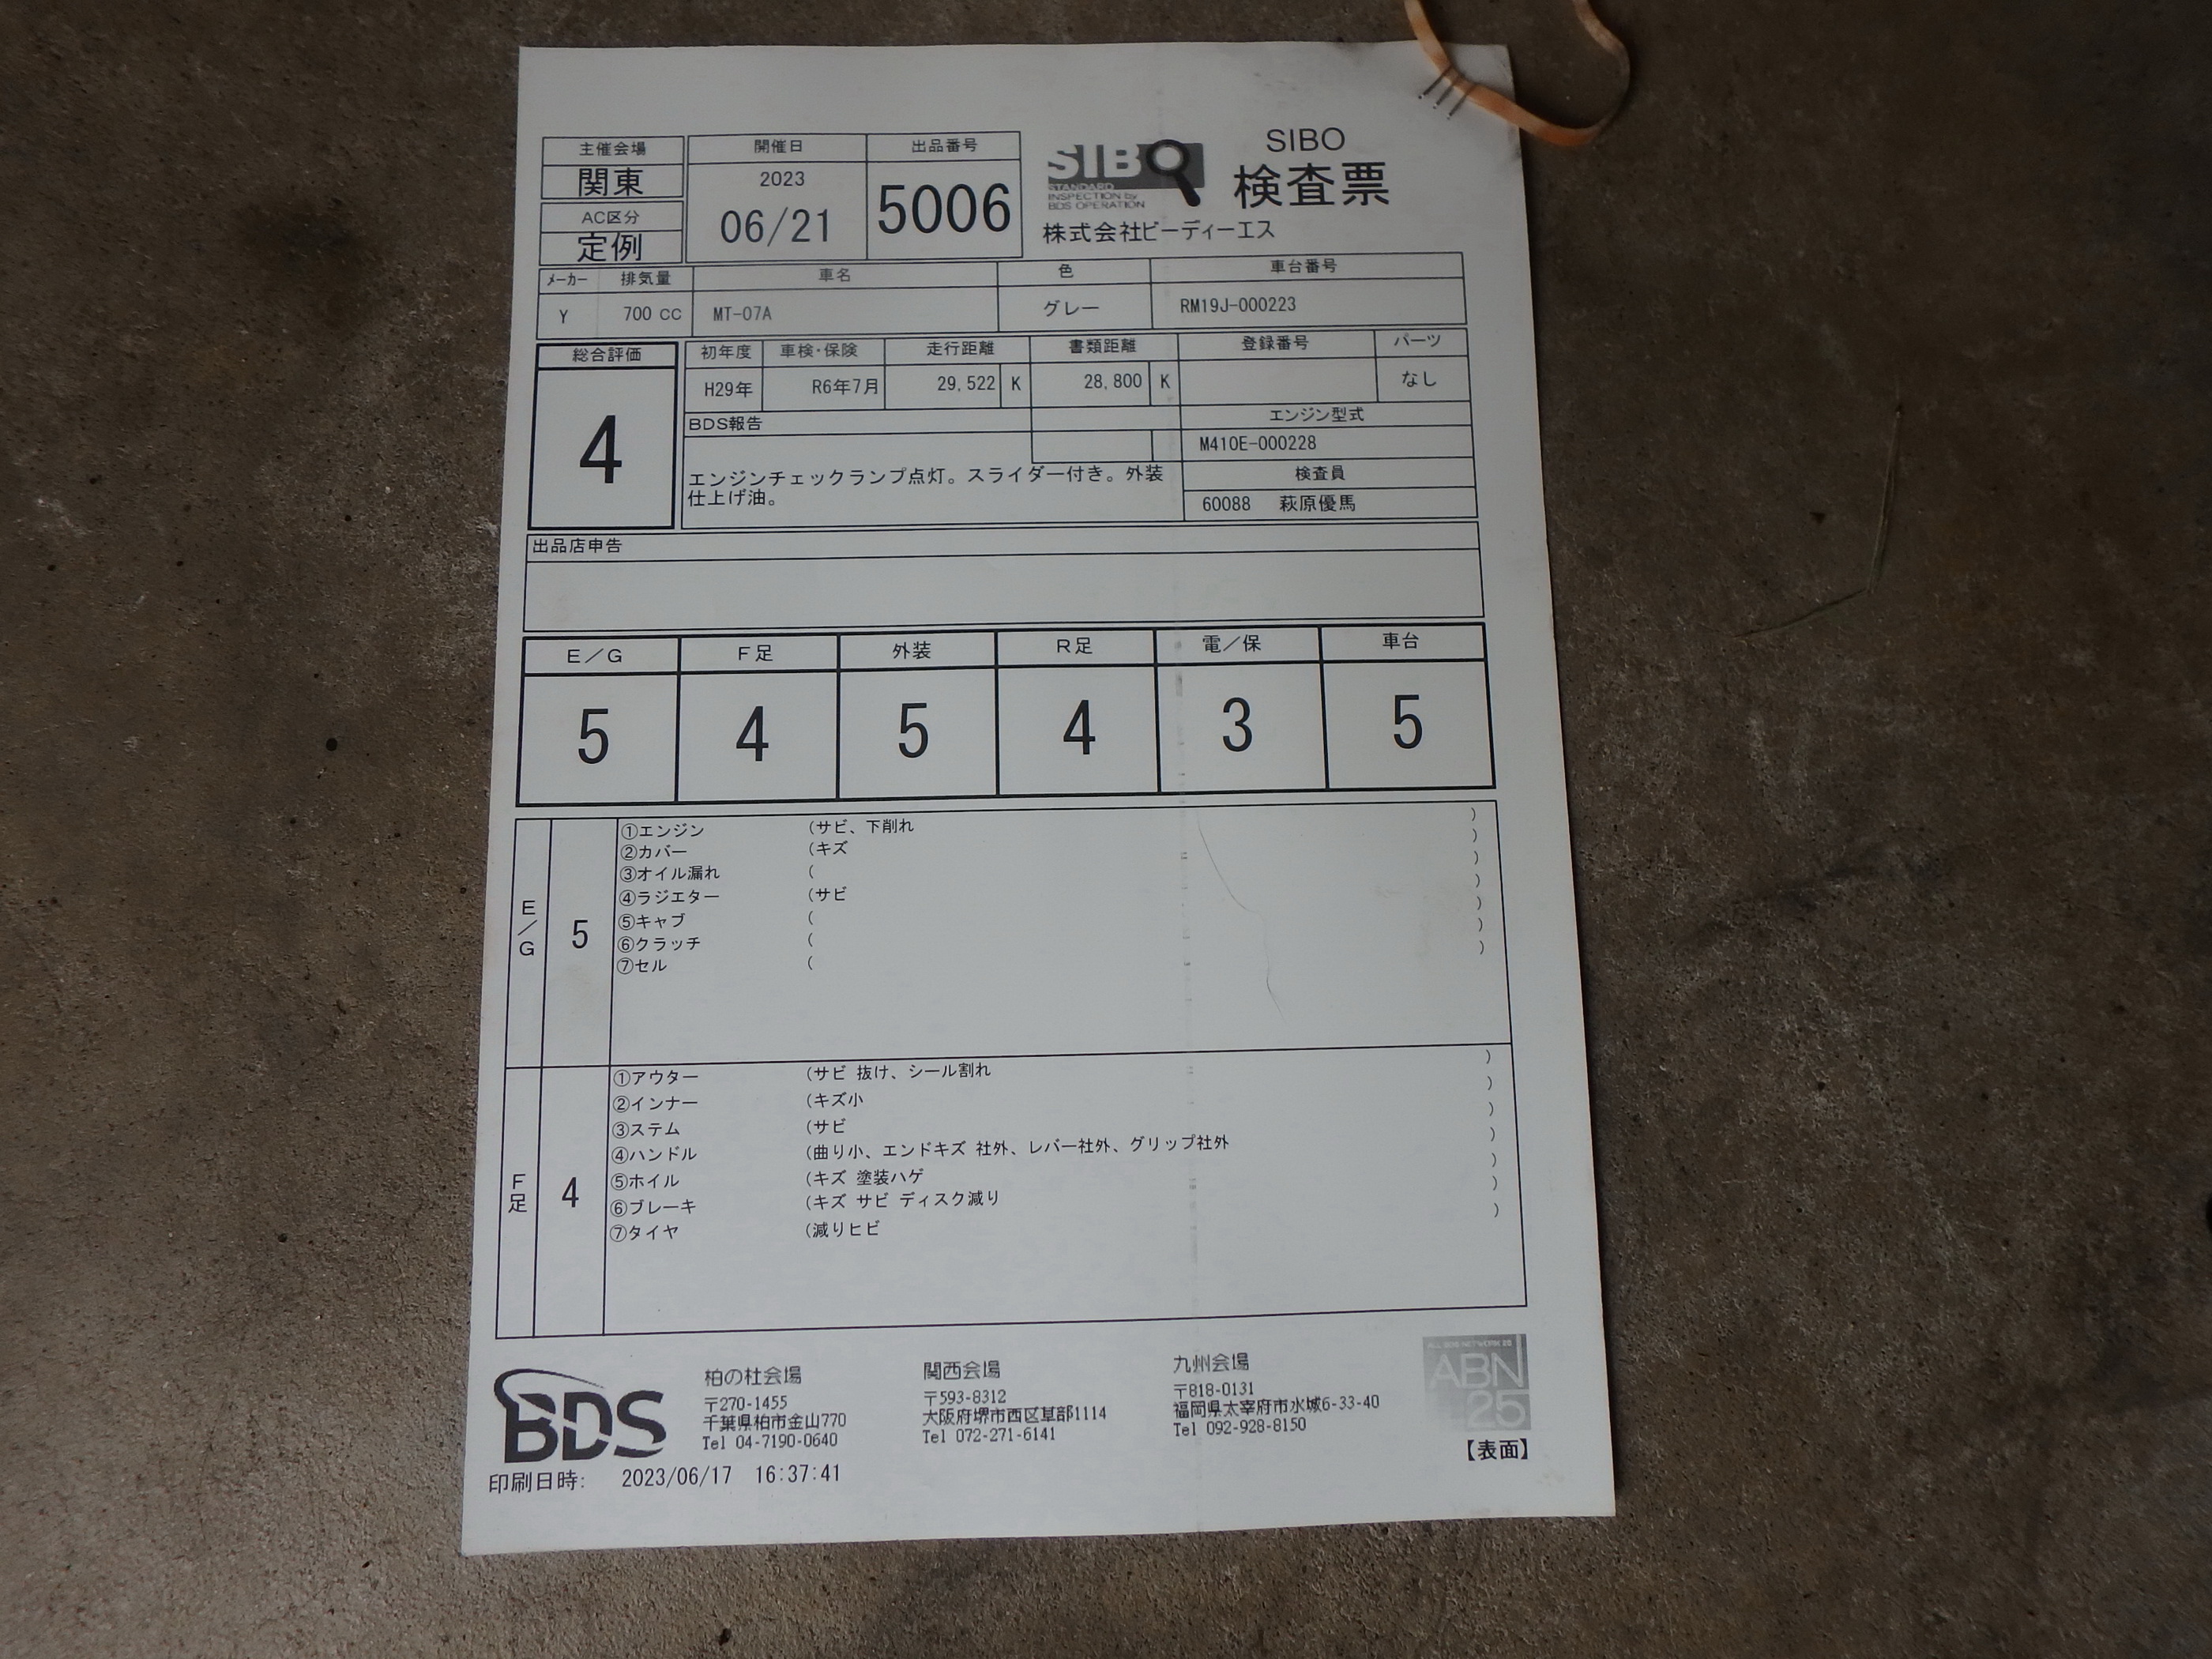 主催会場 開催日 出品番号
関東 2023 06/21 5006
AC区分
定例
SIBO
STANDARD
INSPECTION by
BDS OPERATION
SIBO
検査票
株式会社ビーディーエス
メーカー 排気量 車名 色 車台番号
Y 700 cc MT-07A グレー RM19J-000223
総合評価 初年度 車検・保険 走行距離 書類距離 登録番号 パーツ
4 H29年 R6年7月 29,522 K 28,800 K なし
BDS報告 エンジン型式
M410E-000228
エンジンチェックランプ点灯。スライダー付き。外装
仕上げ油。
検査員
60088 萩原優馬
出品店申告
E/G F足 外装 R足 電/保 車台
5 4 5 4 3 5
E/G 5
①エンジン (サビ、下削れ )
②カバー (キズ )
③オイル漏れ ( )
④ラジエター (サビ )
⑤キャブ ( )
⑥クラッチ ( )
⑦セル ( )
F足 4
①アウター (サビ 抜け、シール割れ )
②インナー (キズ小 )
③ステム (サビ )
④ハンドル (曲り小、エンドキズ 社外、レバー社外、グリップ社外 )
⑤ホイル (キズ 塗装ハゲ )
⑥ブレーキ (キズ サビ ディスク減り )
⑦タイヤ (減りヒビ )
BDS
柏の杜会場
〒270-1455
千葉県柏市金山770
Tel 04-7190-0640
関西会場
〒593-8312
大阪府堺市西区草部1114
Tel 072-271-6141
九州会場
〒818-0131
福岡県太宰府市水城6-33-40
Tel 092-928-8150
ABN
25
【表面】
印刷日時: 2023/06/17 16:37:41